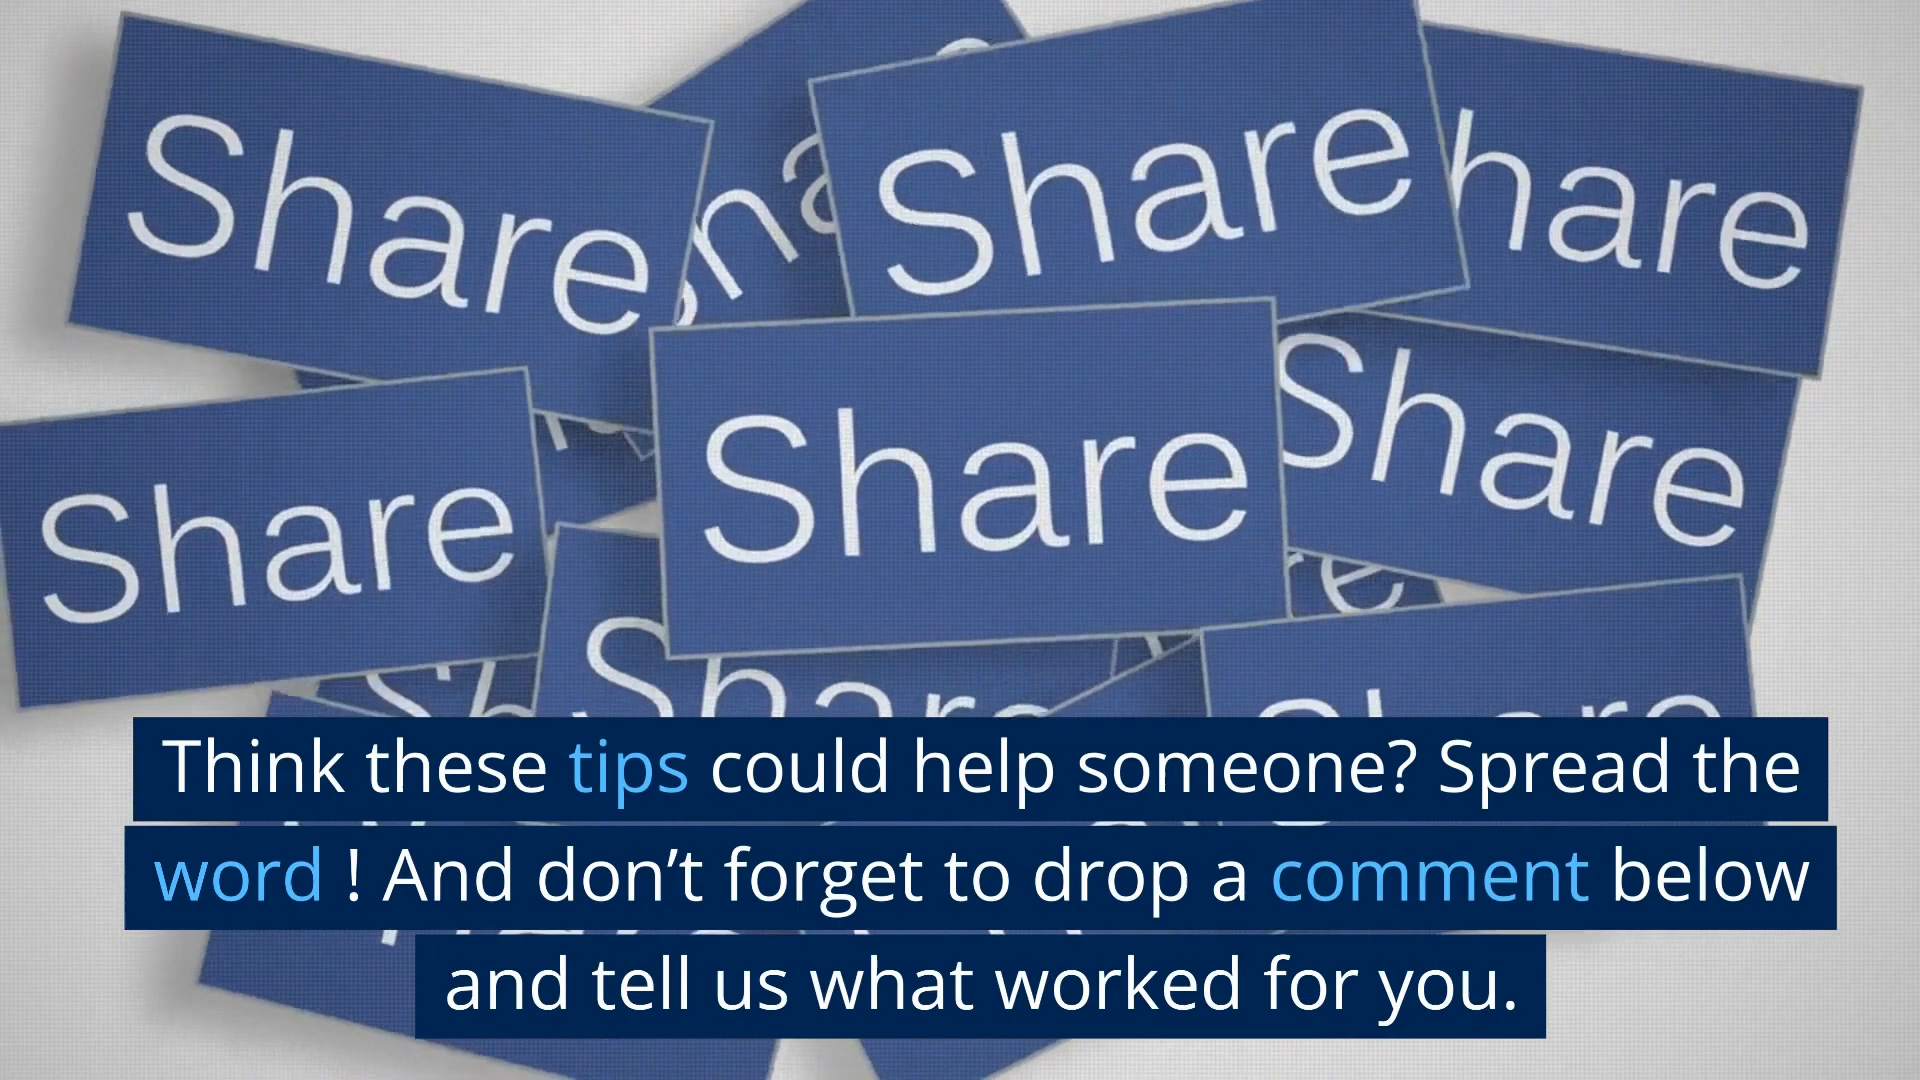 Share
Share
hare
Share
Share
Share
Share
Think these tips could help someone? Spread the
word ! And don’t forget to drop a comment below
and tell us what worked for you.